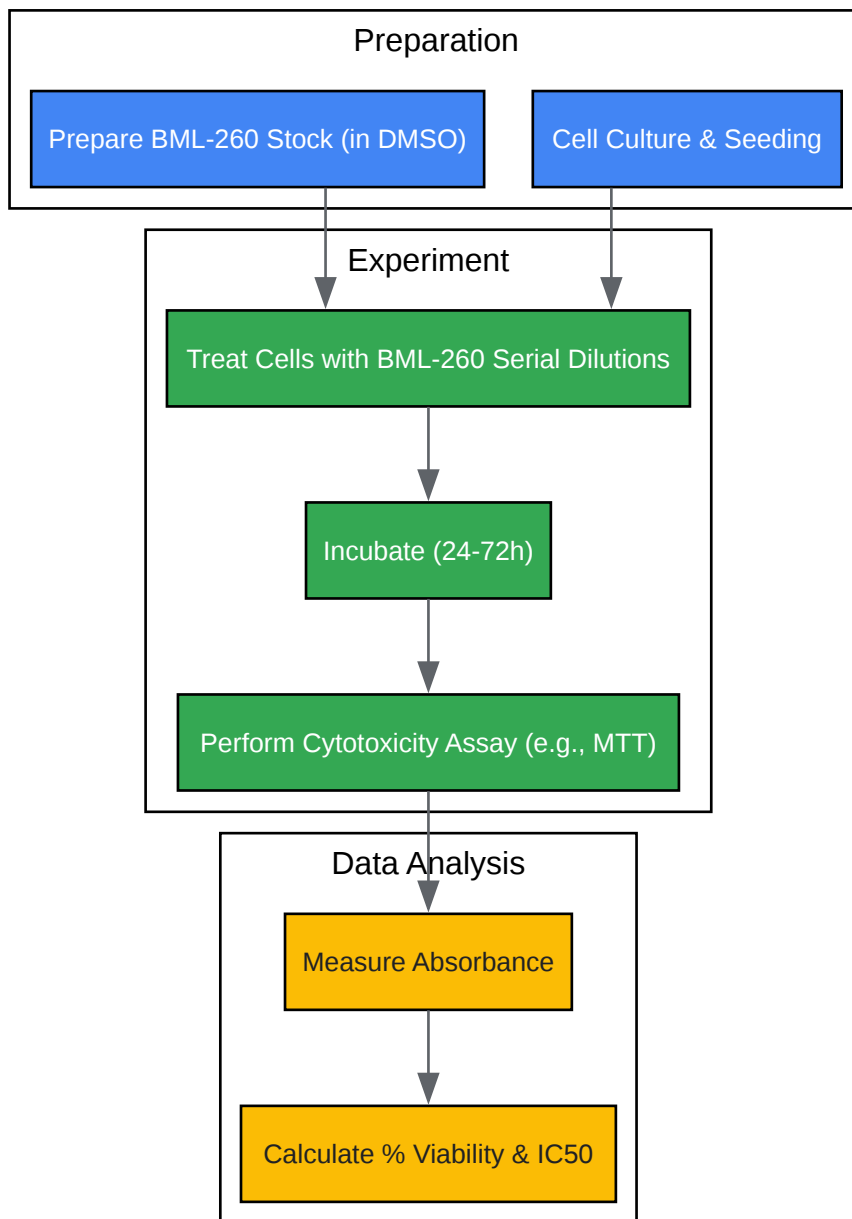 Preparation
Prepare BML-260 Stock (in DMSO)
Cell Culture & Seeding
Experiment
Treat Cells with BML-260 Serial Dilutions
Incubate (24-72h)
Perform Cytotoxicity Assay (e.g., MTT)
Data Analysis
Measure Absorbance
Calculate % Viability & IC50